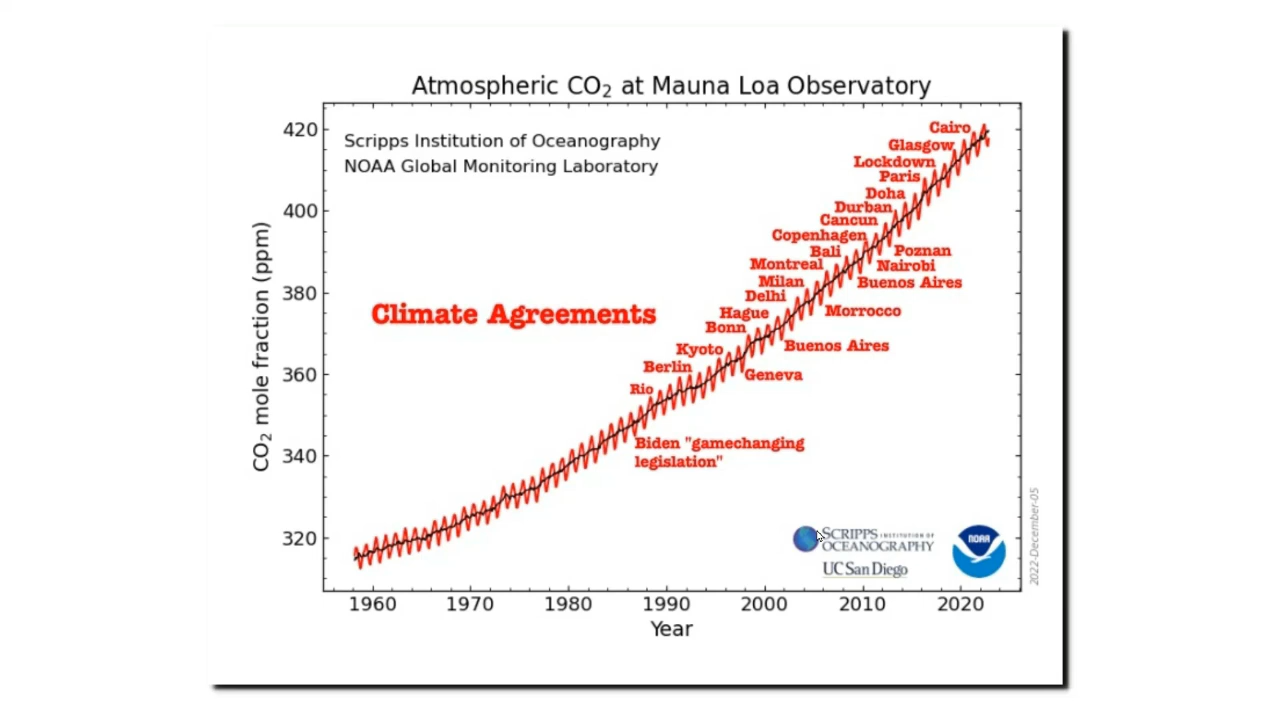 Atmospheric CO₂ at Mauna Loa Observatory
Scripps Institution of Oceanography
NOAA Global Monitoring Laboratory
CO₂ mole fraction (ppm)
420
400
380
360
340
320
Climate Agreements
Cairo
Glasgow
Lockdown
Paris
Doha
Durban
Cancun
Copenhagen
Bali
Montreal
Milan
Delhi
Hague
Bonn
Kyoto
Berlin
Rio
Poznan
Nairobi
Buenos Aires
Morrocco
Buenos Aires
Geneva
Biden "gamechanging
legislation"
SCRIPPS INSTITUTION OF
OCEANOGRAPHY
UC San Diego
NOAA
2022-December-05
1960 1970 1980 1990 2000 2010 2020
Year